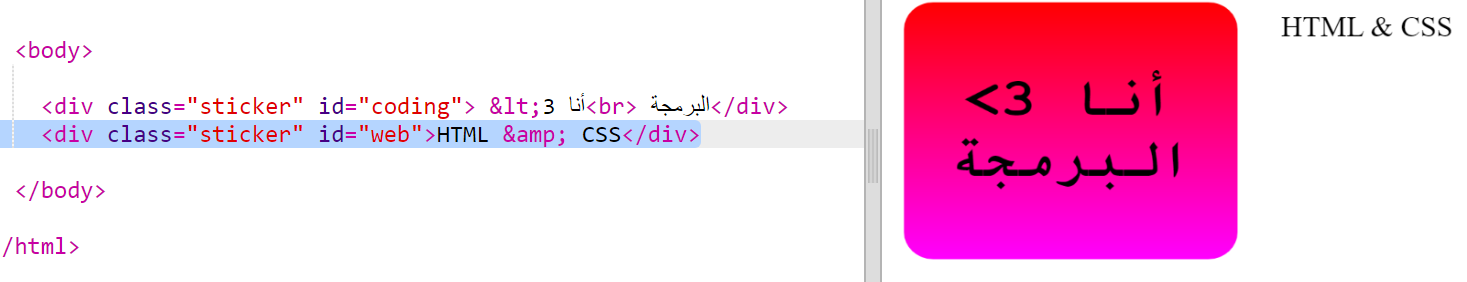 <body>
<div class="sticker" id="coding"> &lt;3 أنا<br> البرمجة</div>
<div class="sticker" id="web">HTML &amp; CSS</div>
</body>
/html>
أنا 3>
البرمجة
HTML & CSS